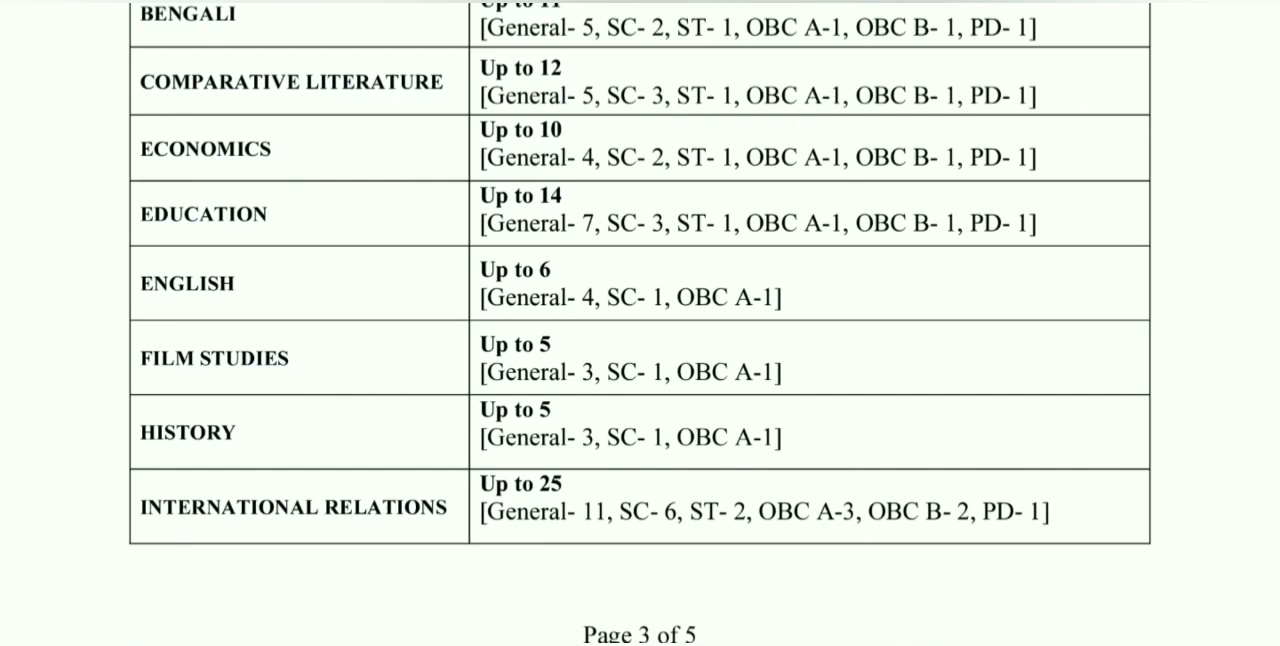 BENGALI
Up to 11
[General- 5, SC- 2, ST- 1, OBC A-1, OBC B- 1, PD- 1]
COMPARATIVE LITERATURE
Up to 12
[General- 5, SC- 3, ST- 1, OBC A-1, OBC B- 1, PD- 1]
ECONOMICS
Up to 10
[General- 4, SC- 2, ST- 1, OBC A-1, OBC B- 1, PD- 1]
EDUCATION
Up to 14
[General- 7, SC- 3, ST- 1, OBC A-1, OBC B- 1, PD- 1]
ENGLISH
Up to 6
[General- 4, SC- 1, OBC A-1]
FILM STUDIES
Up to 5
[General- 3, SC- 1, OBC A-1]
HISTORY
Up to 5
[General- 3, SC- 1, OBC A-1]
INTERNATIONAL RELATIONS
Up to 25
[General- 11, SC- 6, ST- 2, OBC A-3, OBC B- 2, PD- 1]
Page 3 of 5